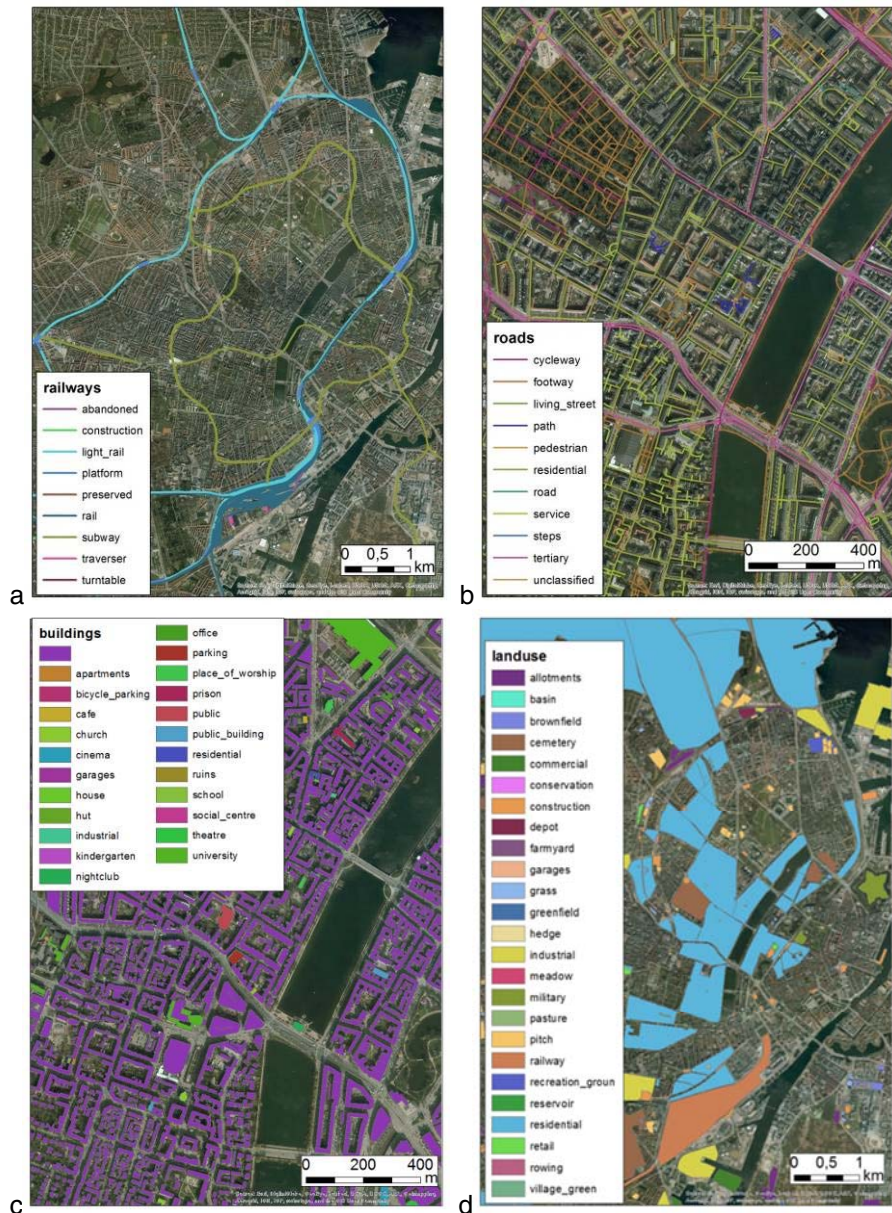 railways
abandoned
construction
light_rail
platform
preserved
rail
subway
traverser
turntable
0 0,5 1
km
a
roads
cycleway
footway
living_street
path
pedestrian
residential
road
service
steps
tertiary
unclassified
0 200 400
m
b
buildings
apartments
bicycle_parking
cafe
church
cinema
garages
house
hut
industrial
kindergarten
nightclub
office
parking
place_of_worship
prison
public
public_building
residential
ruins
school
social_centre
theatre
university
0 200 400
m
c
landuse
allotments
basin
brownfield
cemetery
commercial
conservation
construction
depot
farmyard
garages
grass
greenfield
hedge
industrial
meadow
military
pasture
pitch
railway
recreation_groun
reservoir
residential
retail
rowing
village_green
0 0,5 1
km
d